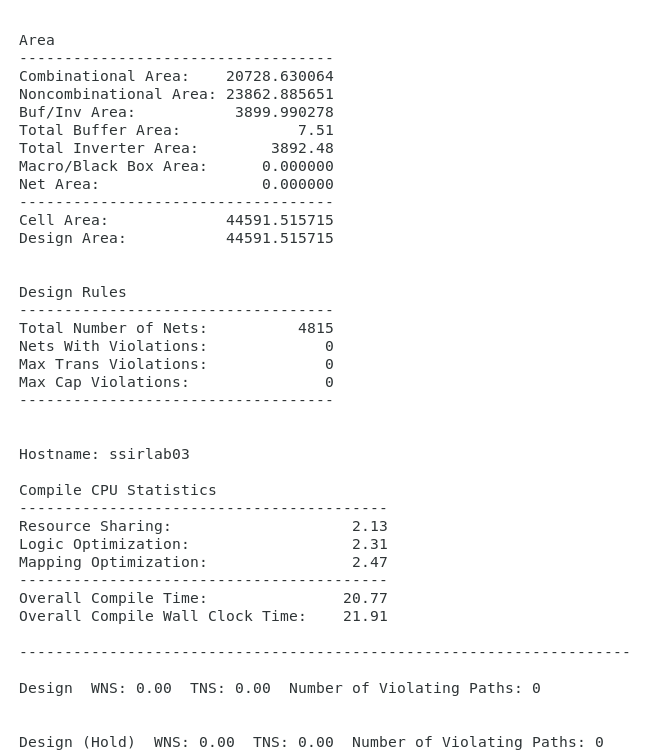 Area
-----------------------------------
Combinational Area:    20728.630064
Noncombinational Area: 23862.885651
Buf/Inv Area:           3899.990278
Total Buffer Area:             7.51
Total Inverter Area:        3892.48
Macro/Black Box Area:      0.000000
Net Area:                  0.000000
-----------------------------------
Cell Area:             44591.515715
Design Area:           44591.515715
Design Rules
-----------------------------------
Total Number of Nets:          4815
Nets With Violations:             0
Max Trans Violations:             0
Max Cap Violations:               0
-----------------------------------
Hostname: ssirlab03
Compile CPU Statistics
-----------------------------------------
Resource Sharing:                    2.13
Logic Optimization:                  2.31
Mapping Optimization:                2.47
-----------------------------------------
Overall Compile Time:               20.77
Overall Compile Wall Clock Time:    21.91
--------------------------------------------------------------------
Design  WNS: 0.00  TNS: 0.00  Number of Violating Paths: 0
Design (Hold)  WNS: 0.00  TNS: 0.00  Number of Violating Paths: 0